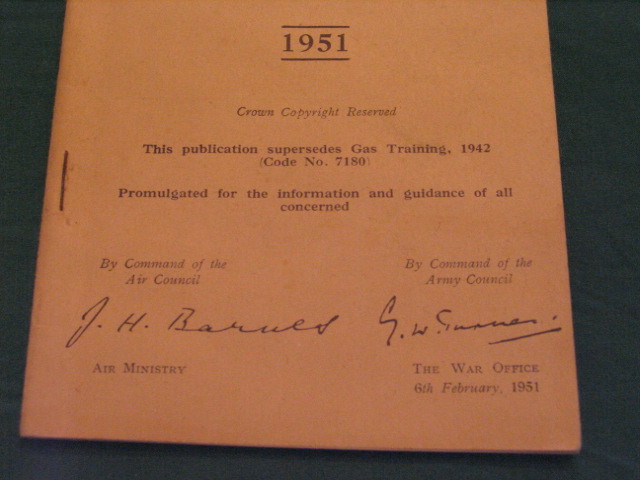 1951
Crown Copyright Reserved
This publication supersedes Gas Training, 1942
(Code No. 7180)
Promulgated for the information and guidance of all
concerned
By Command of the
Air Council
By Command of the
Army Council
J. H. Barnes
G. W. Turner.
AIR MINISTRY
THE WAR OFFICE
6th February, 1951